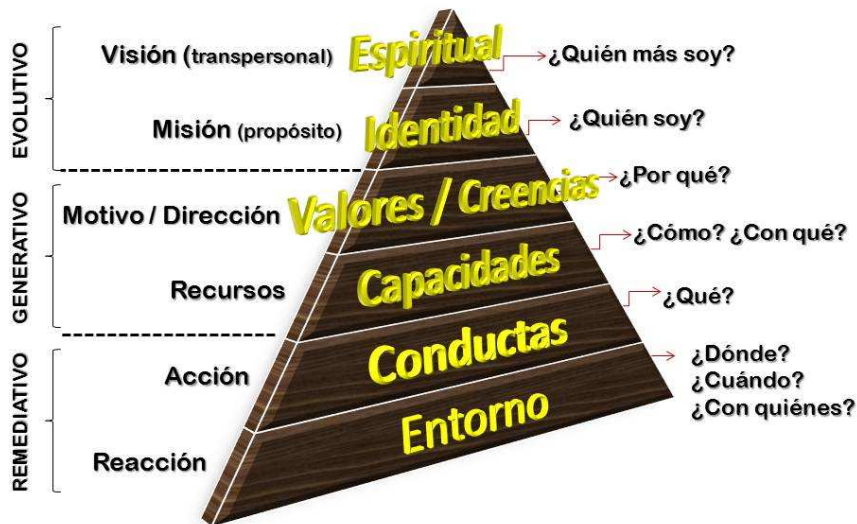 EVOLUTIVO
Visión (transpersonal)
Espiritual
¿Quién más soy?
Misión (propósito)
Identidad
¿Quién soy?
GENERATIVO
Motivo / Dirección
Valores / Creencias
¿Por qué?
Recursos
Capacidades
¿Cómo? ¿Con qué?
REMEDIATIVO
Acción
Conductas
¿Qué?
Reacción
Entorno
¿Dónde?
¿Cuándo?
¿Con quiénes?